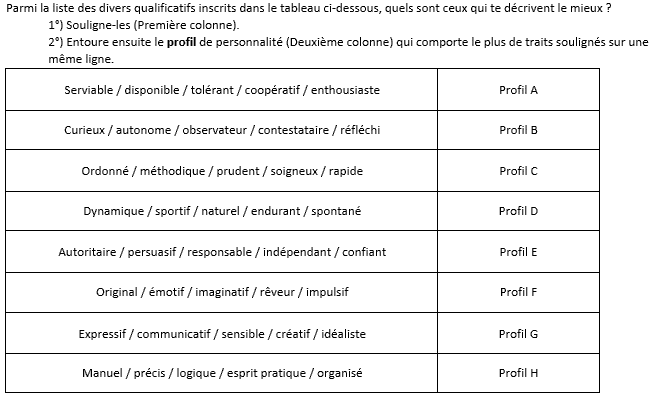 Parmi la liste des divers qualificatifs inscrits dans le tableau ci-dessous, quels sont ceux qui te décrivent le mieux ?
1°) Souligne-les (Première colonne).
2°) Entoure ensuite le profil de personnalité (Deuxième colonne) qui comporte le plus de traits soulignés sur une
même ligne.
Serviable / disponible / tolérant / coopératif / enthousiaste Profil A
Curieux / autonome / observateur / contestataire / réfléchi Profil B
Ordonné / méthodique / prudent / soigneux / rapide Profil C
Dynamique / sportif / naturel / endurant / spontané Profil D
Autoritaire / persuasif / responsable / indépendant / confiant Profil E
Original / émotif / imaginatif / rêveur / impulsif Profil F
Expressif / communicatif / sensible / créatif / idéaliste Profil G
Manuel / précis / logique / esprit pratique / organisé Profil H